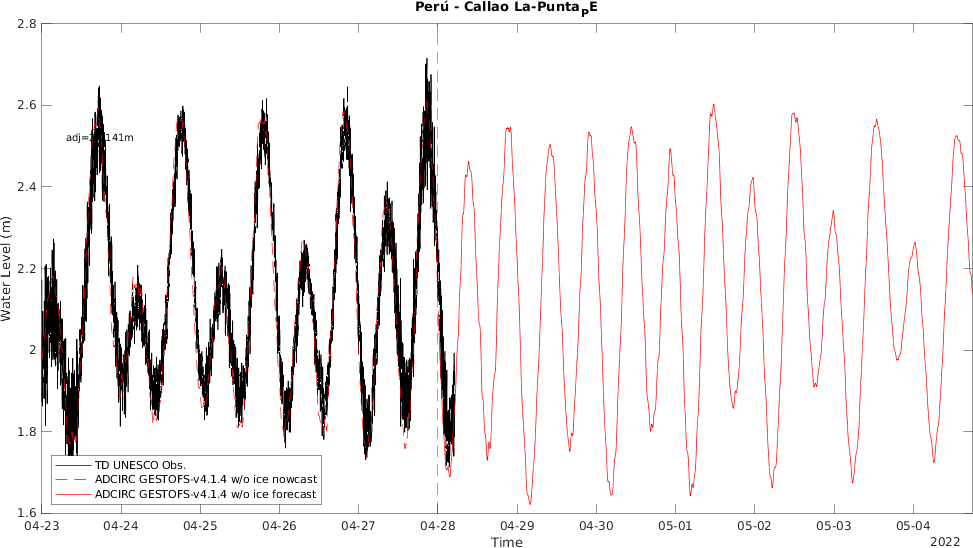 Perú - Callao La-PuntaPE
2.8
2.6
2.4
2.2
2
1.8
1.6
Water Level (m)
141m
TD UNESCO Obs.
ADCIRC GESTOFS-v4.1.4 w/o ice nowcast
ADCIRC GESTOFS-v4.1.4 w/o ice forecast
04-23 04-24 04-25 04-26 04-27 04-28 04-29 04-30 05-01 05-02 05-03 05-04
Time
2022